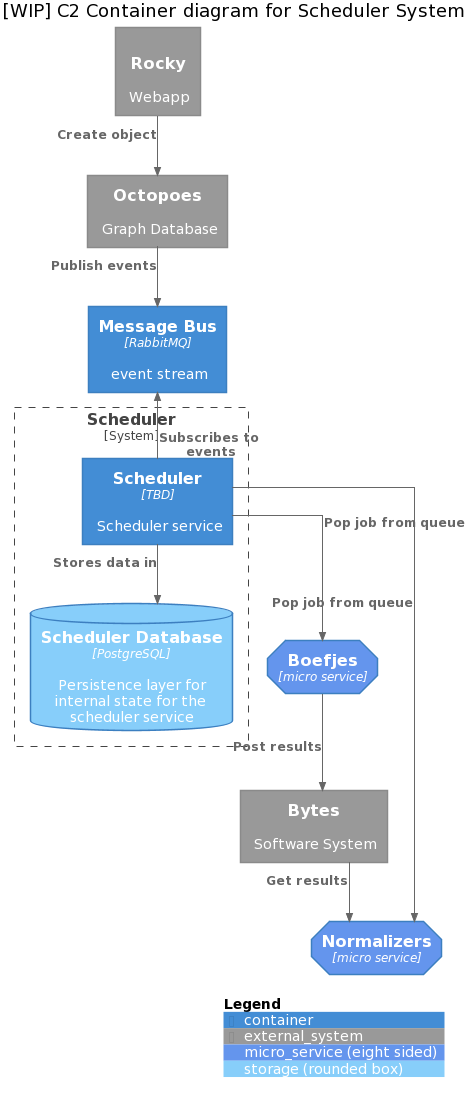 [WIP] C2 Container diagram for Scheduler System
Rocky
Webapp
Create object
Octopoes
Graph Database
Publish events
Message Bus
[RabbitMQ]
event stream
Scheduler
[System]
Subscribes to
events
Scheduler
[TBD]
Scheduler service
Pop job from queue
Stores data in
Pop job from queue
Scheduler Database
[PostgreSQL]
Persistence layer for
internal state for the
scheduler service
Boefjes
[micro service]
Post results
Bytes
Software System
Get results
Normalizers
[micro service]
Legend
container
external_system
micro_service (eight sided)
storage (rounded box)